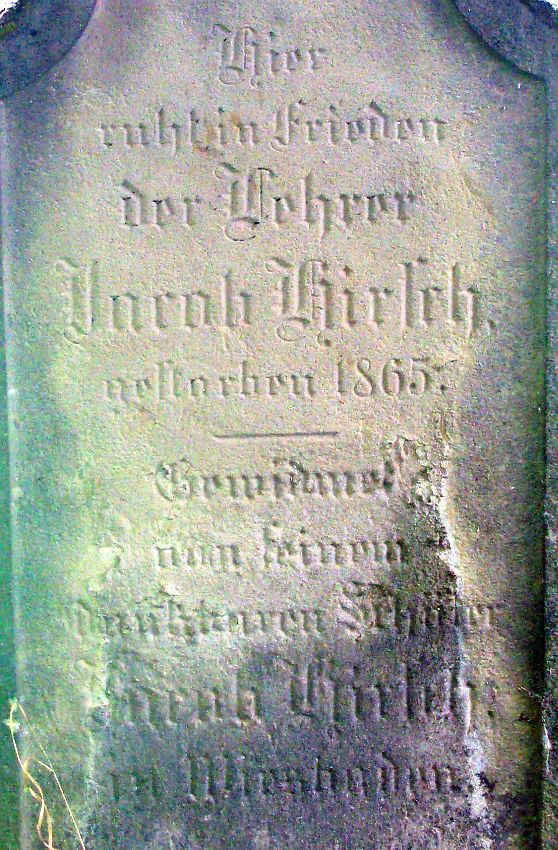 Hier
ruht in Frieden
der Lehrer
Jacob Hirsch,
gestorben 1865.
Gewidmet
von seinem
dankbaren Schüler
Jacob Hirsch,
in Wiesbaden.